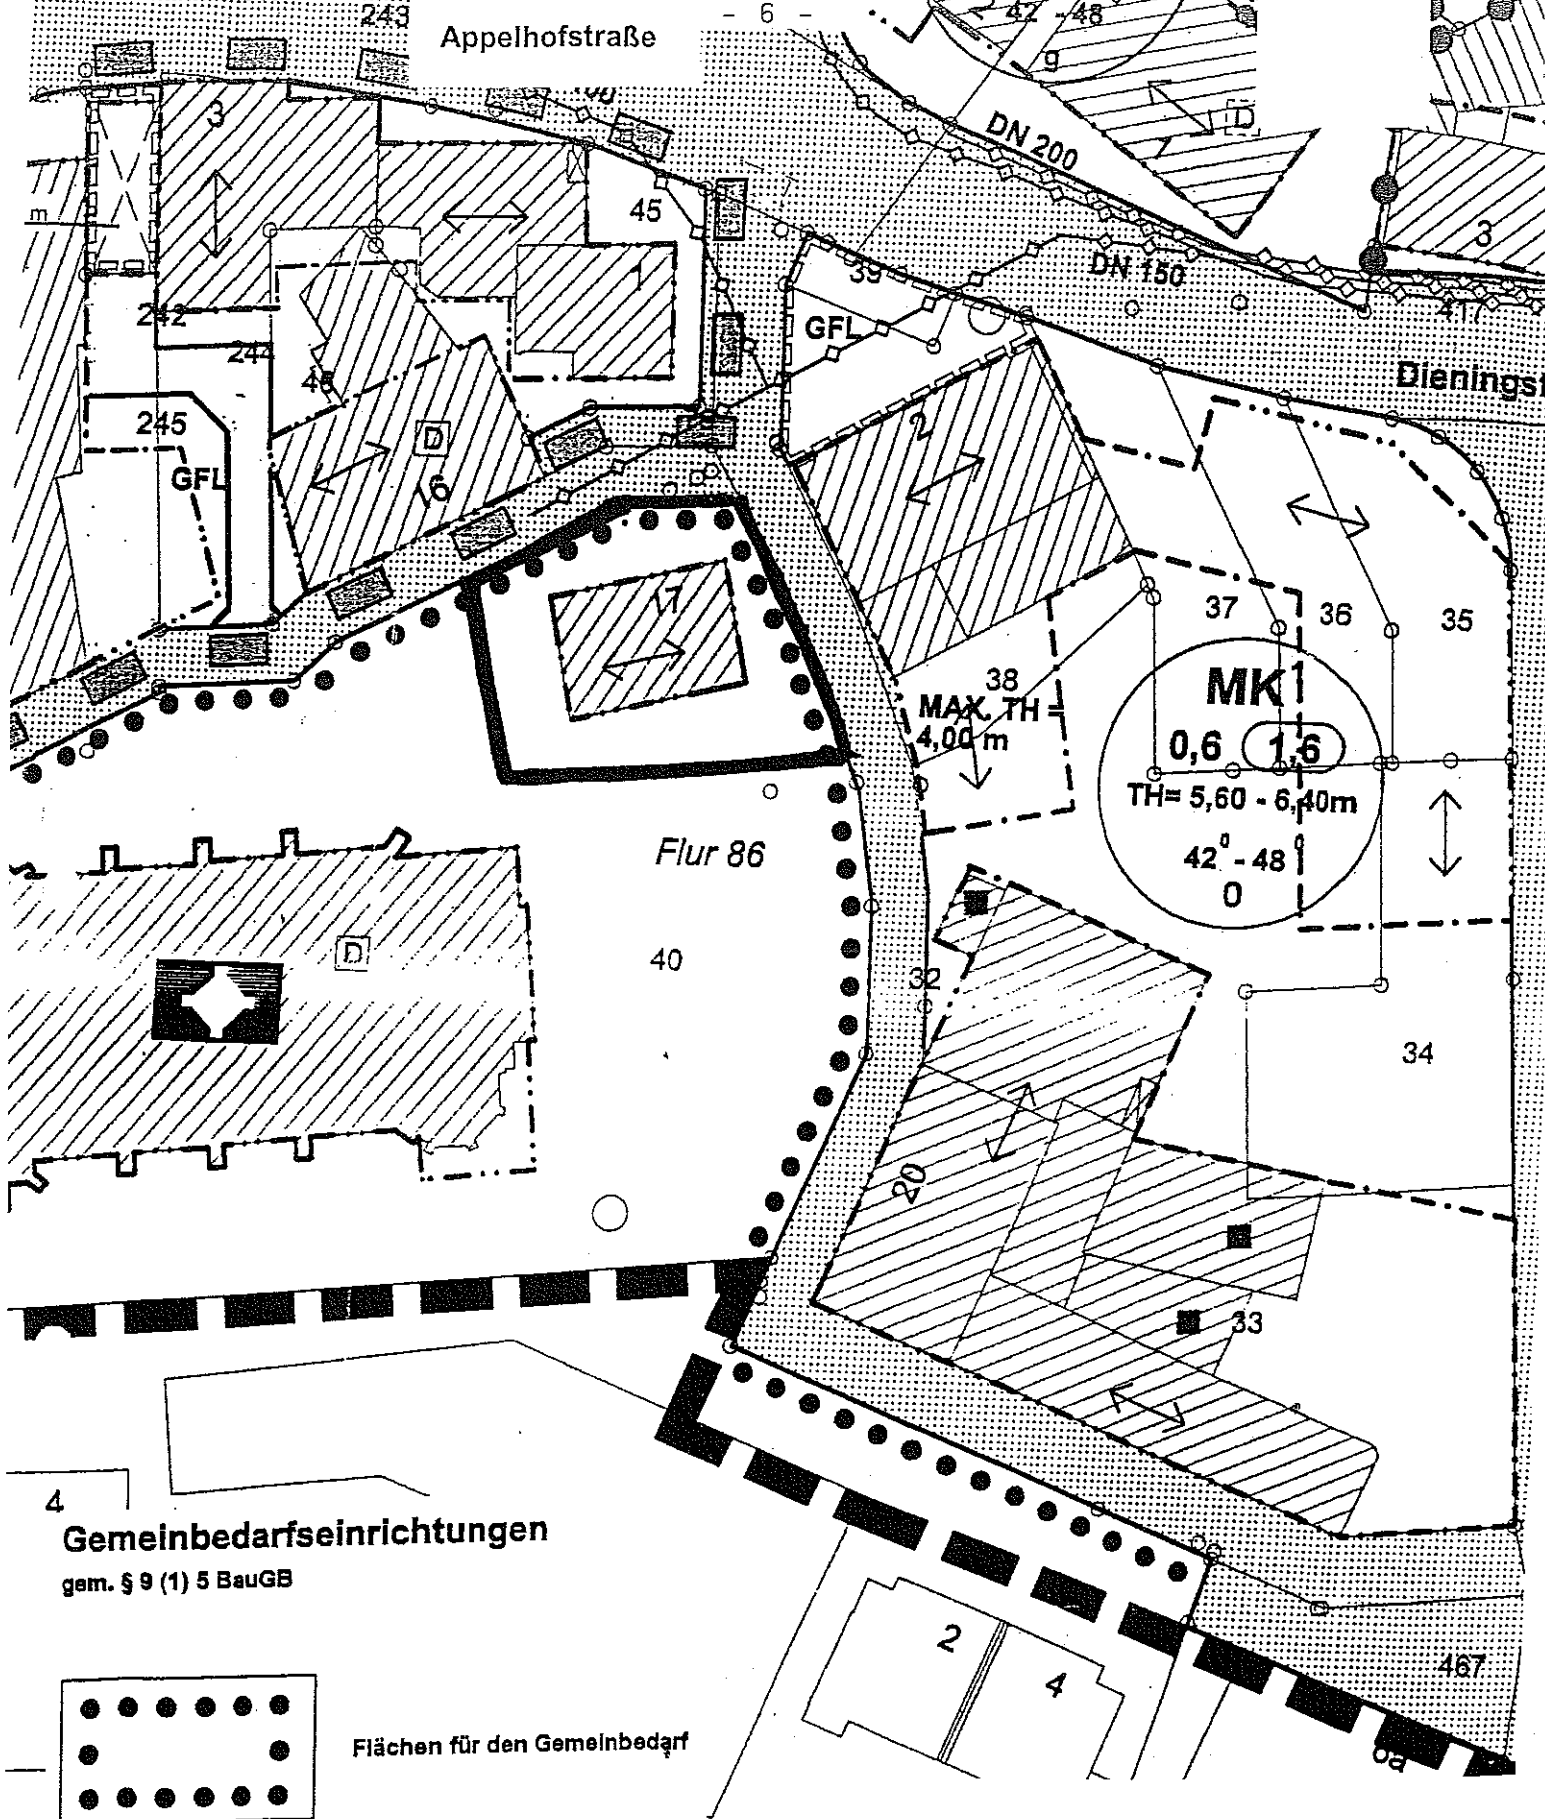 243
Appelhofstraße
- 6 -
42 - 48
9
3
DN 200
D
7
m
45
3
39
DN 150
1
GFL
417
242
244
46
Dieningst
2
245
D
GFL
16
17
37
36
35
38
MK
MAX. TH =
4,00 m
0,6 1,6
TH= 5,60 - 6,40m
Flur 86
42° - 48°
0
D
40
32
34
20
33
4
Gemeinbedarfseinrichtungen
gem. § 9 (1) 5 BauGB
2
4
467
Flächen für den Gemeinbedarf